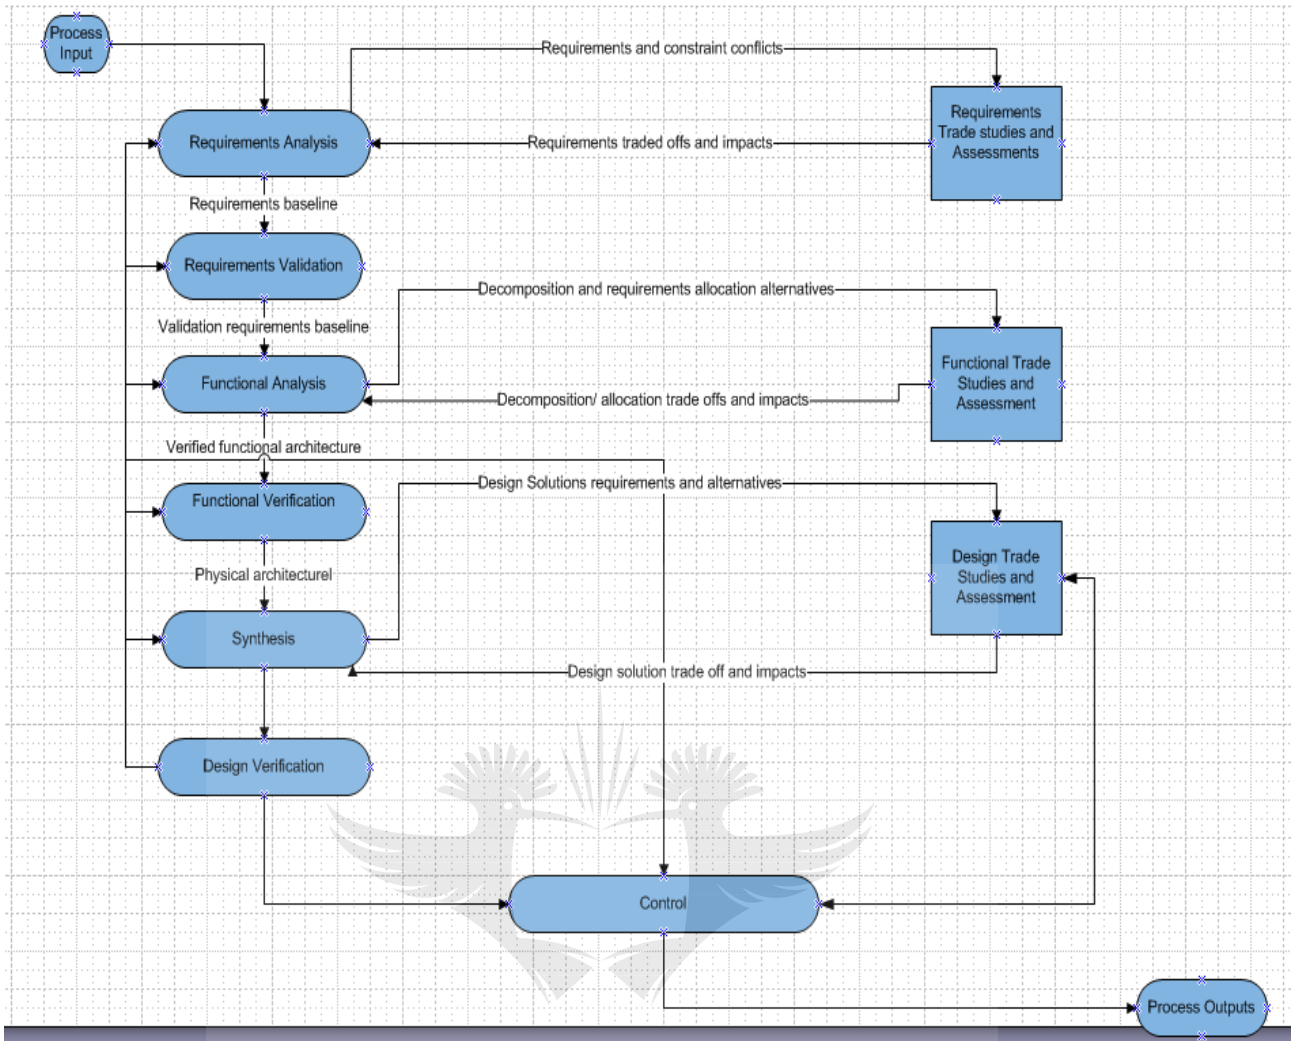 Process
Input
Requirements and constraint conflicts
Requirements
Trade studies and
Assessments
Requirements Analysis
Requirements traded offs and impacts
Requirements baseline
Requirements Validation
Decomposition and requirements allocation alternatives
Validation requirements baseline
Functional Trade
Studies and
Assessment
Functional Analysis
Decomposition/ allocation trade offs and impacts
Verified functional architecture
Design Solutions requirements and alternatives
Functional Verification
Design Trade
Studies and
Assessment
Physical architecturel
Synthesis
Design solution trade off and impacts
Design Verification
Control
Process Outputs